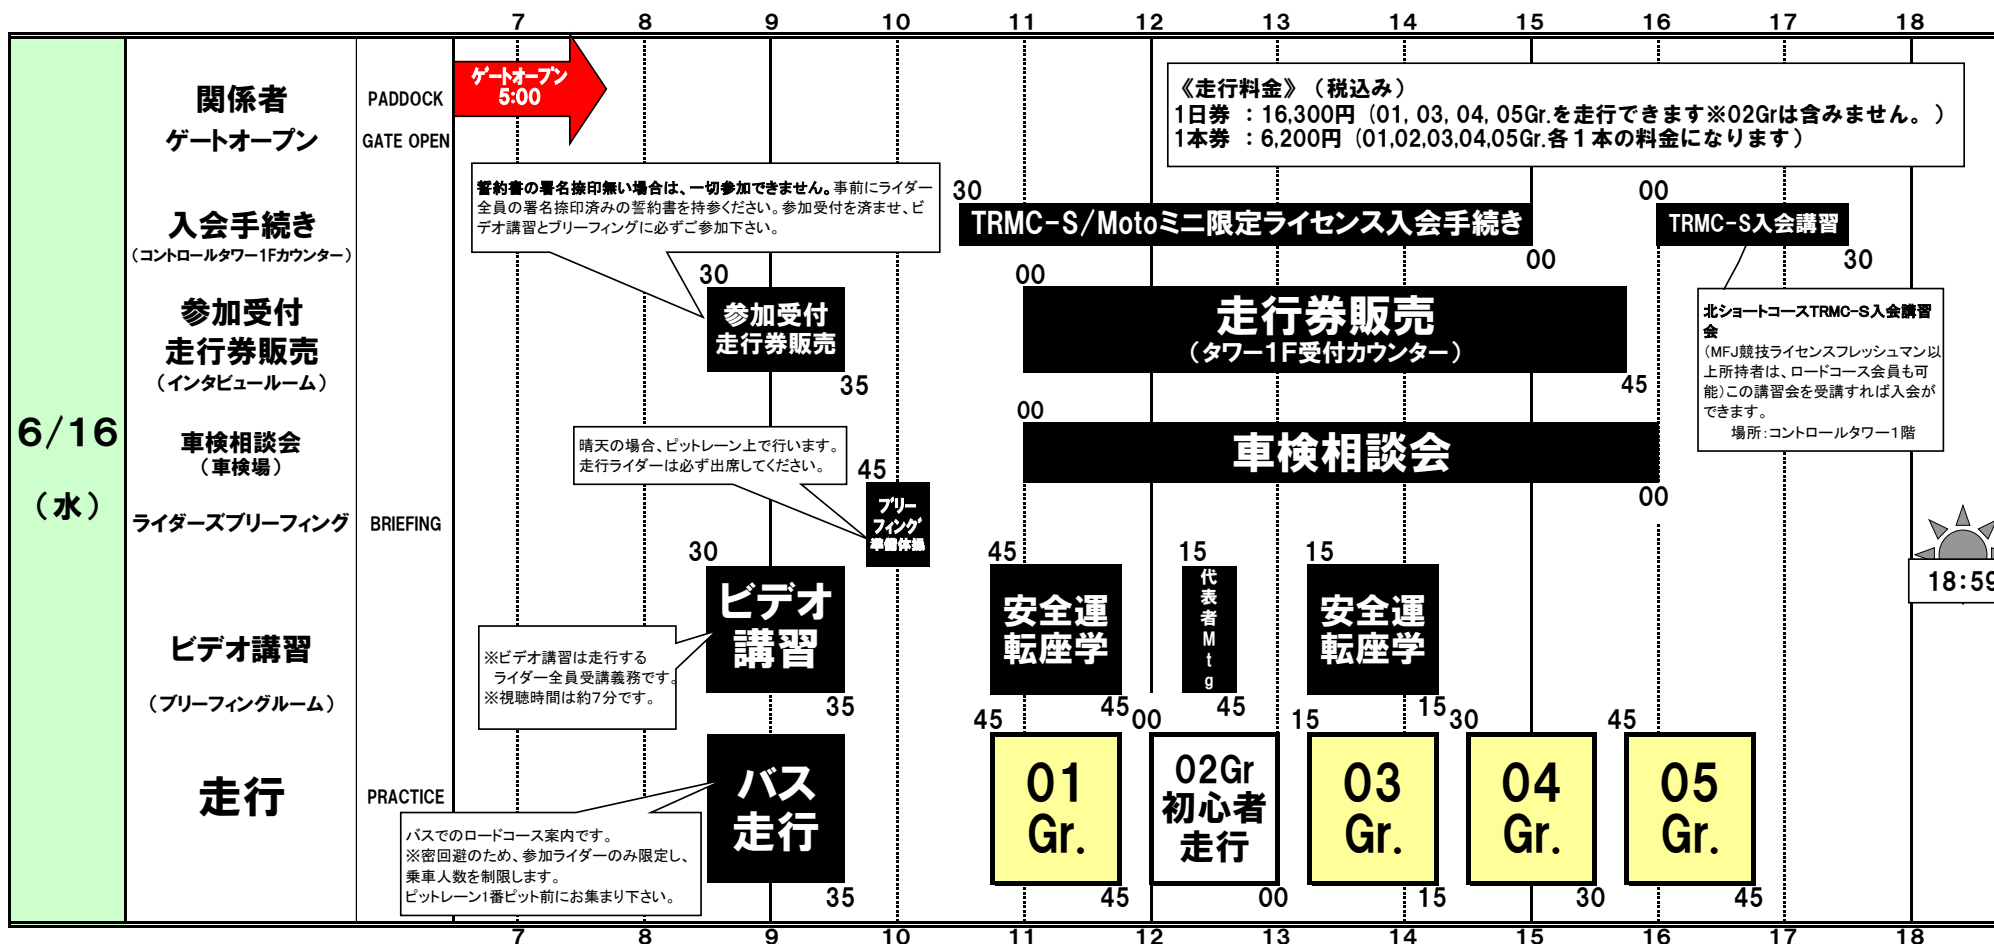 7 8 9 10 11 12 13 14 15 16 17 18
ゲートオープン
5:00
関係者
PADDOCK
ゲートオープン
GATE OPEN
《走行料金》（税込み）
1日券 ：16,300円（01, 03, 04, 05Gr.を走行できます※02Grは含みません。）
1本券 ：6,200円（01,02,03,04,05Gr.各１本の料金になります）
誓約書の署名捺印無い場合は、一切参加できません。事前にライダー
全員の署名捺印済みの誓約書を持参ください。参加受付を済ませ、ビ
デオ講習とブリーフィングに必ずご参加下さい。
30
00
入会手続き
（コントロールタワー1Fカウンター）
TRMC-S/Motoミニ限定ライセンス入会手続き
TRMC-S入会講習
00
30
30
00
参加受付
走行券販売
（インタビュールーム）
参加受付
走行券販売
走行券販売
（タワー1F受付カウンター）
35
45
北ショートコースTRMC-S入会講習
会
（MFJ競技ライセンスフレッシュマン以
上所持者は、ロードコース会員も可
能）この講習会を受講すれば入会が
できます。
場所：コントロールタワー1階
6/16
（水）
00
車検相談会
（車検場）
車検相談会
00
晴天の場合、ピットレーン上で行います。
走行ライダーは必ず出席してください。
45
ライダーズブリーフィング
BRIEFING
ブリー
フィング
準備体操
18:59
30
45
15
15
ビデオ講習
（ブリーフィングルーム）
ビデオ
講習
安全運
転座学
代
表
者
M
t
g
安全運
転座学
※ビデオ講習は走行する
ライダー全員受講義務です。
※視聴時間は約7分です。
35
45
45
15
45
00
15
30
45
走行
PRACTICE
バス
走行
01
Gr.
02Gr
初心者
走行
03
Gr.
04
Gr.
05
Gr.
バスでのロードコース案内です。
※密回避のため、参加ライダーのみ限定し、
乗車人数を制限します。
ピットレーン1番ピット前にお集まり下さい。
35
45
00
15
30
45
7 8 9 10 11 12 13 14 15 16 17 18